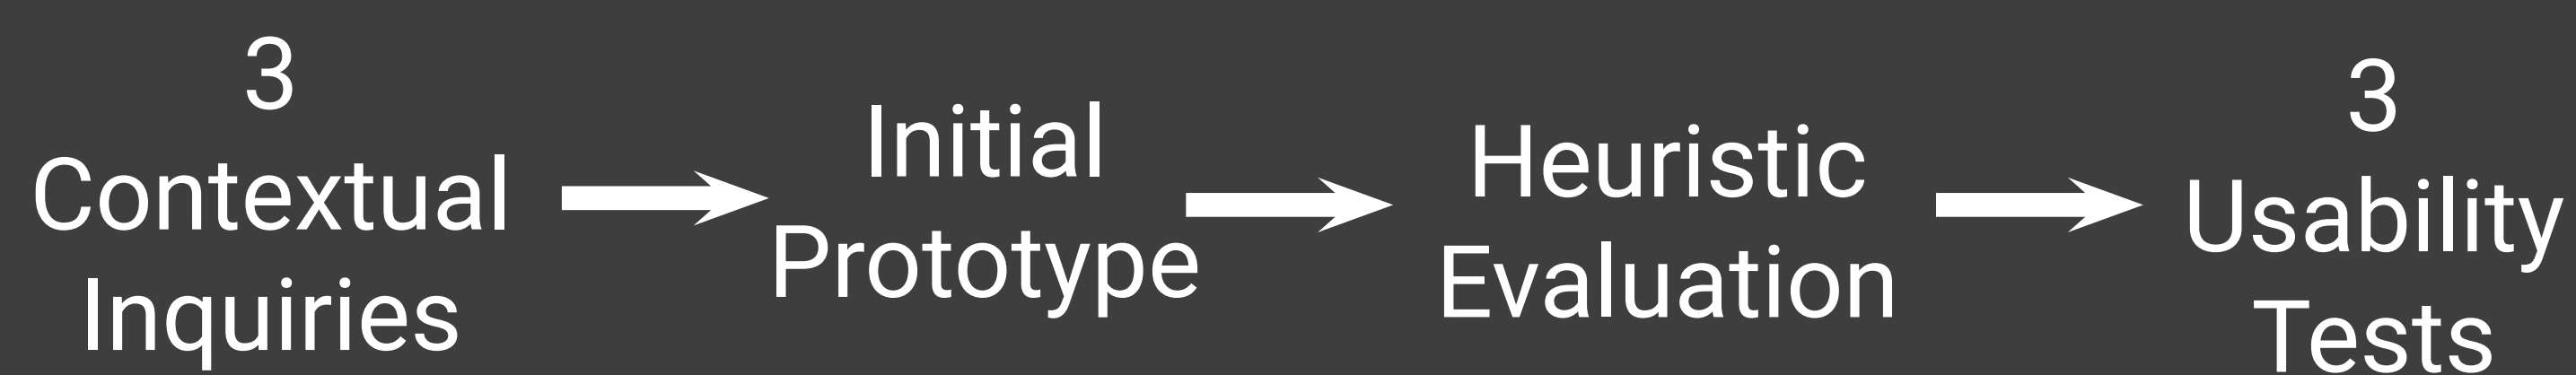 3
Contextual
Inquiries
Initial
Prototype
Heuristic
Evaluation
3
Usability
Tests